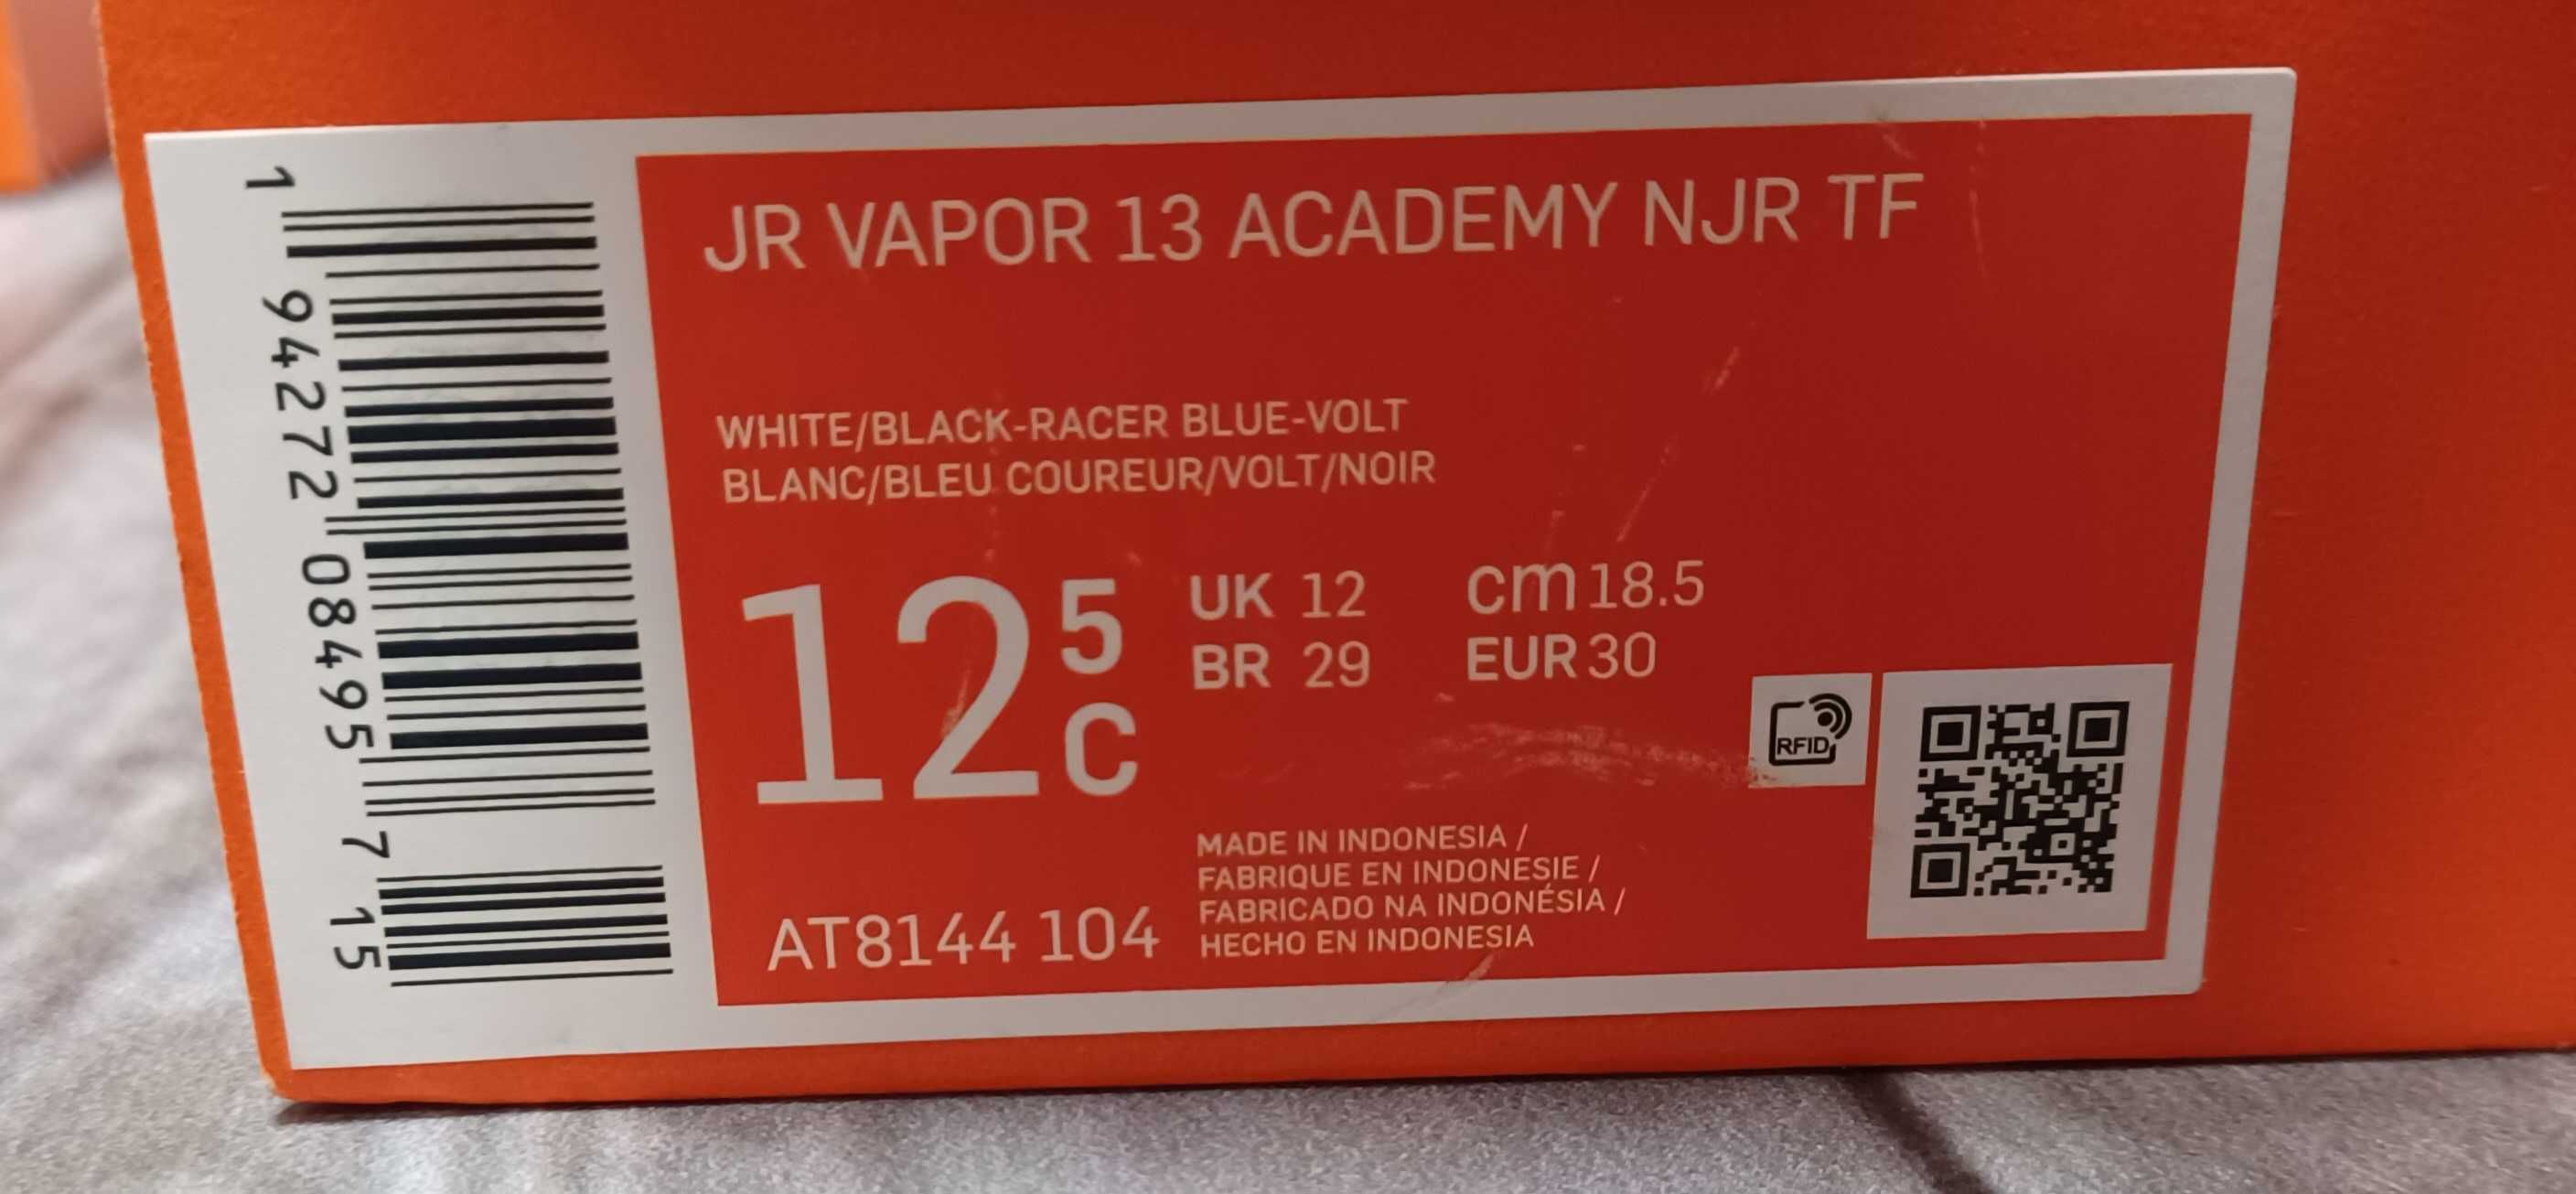 JR VAPOR 13 ACADEMY NJR TF
WHITE/BLACK-RACER BLUE-VOLT
BLANC/BLEU COUREUR/VOLT/NOIR
12 5 C
UK 12 cm 18.5
BR 29 EUR 30
RFID
MADE IN INDONESIA /
FABRIQUE EN INDONESIE /
FABRICADO NA INDONÉSIA /
HECHO EN INDONESIA
AT8144 104
1 94272 08495 7 15